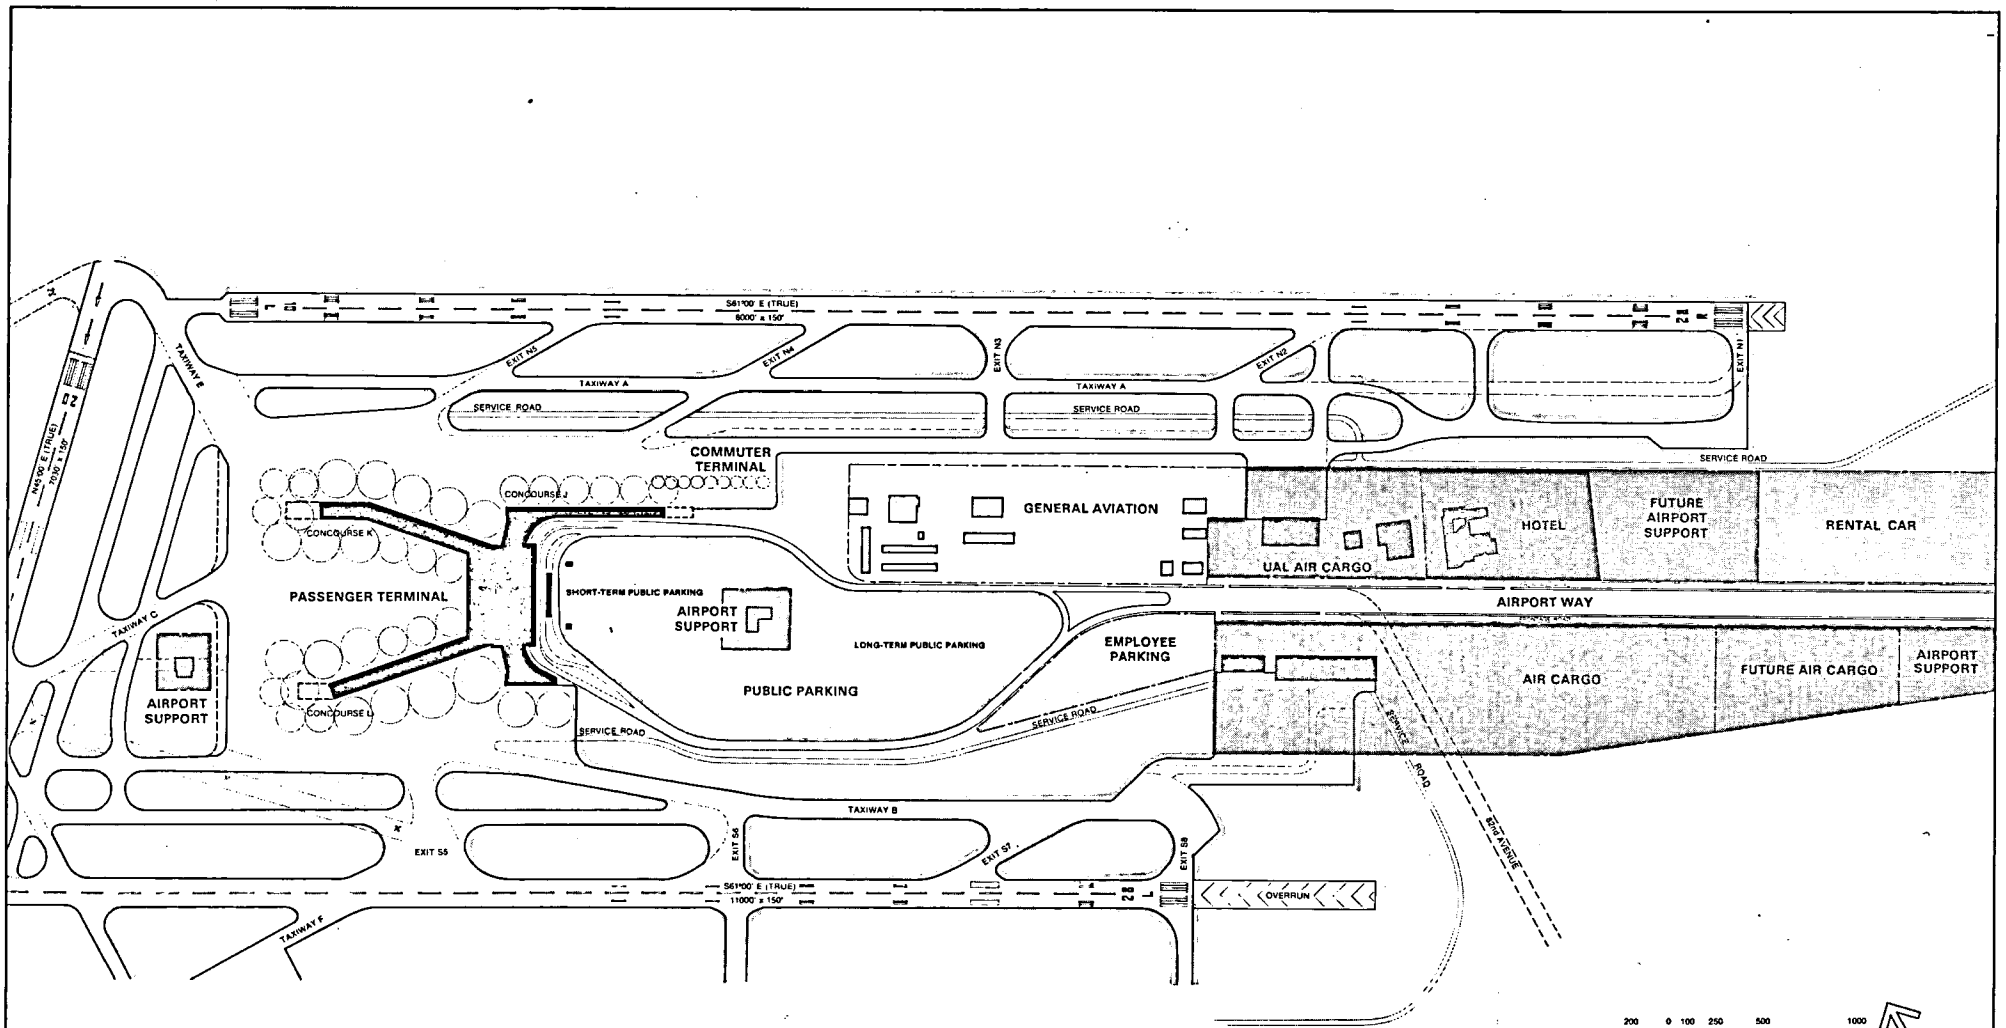 S61°00' E (TRUE)
8000' x 150'
EXIT N5
EXIT N4
EXIT N3
EXIT N2
EXIT N1
TAXIWAY E
TAXIWAY A
TAXIWAY A
20
N45°00' E (TRUE)
7030' x 150'
SERVICE ROAD
SERVICE ROAD
SERVICE ROAD
COMMUTER
TERMINAL
CONCOURSE J
CONCOURSE K
GENERAL AVIATION
HOTEL
FUTURE
AIRPORT
SUPPORT
RENTAL CAR
UAL AIR CARGO
PASSENGER TERMINAL
SHORT-TERM PUBLIC PARKING
AIRPORT
SUPPORT
AIRPORT WAY
TAXIWAY C
LONG-TERM PUBLIC PARKING
EMPLOYEE
PARKING
AIR CARGO
FUTURE AIR CARGO
AIRPORT
SUPPORT
PUBLIC PARKING
AIRPORT
SUPPORT
CONCOURSE L
SERVICE ROAD
SERVICE ROAD
SERVICE ROAD
82nd AVENUE
TAXIWAY B
EXIT S5
EXIT S6
EXIT S7
EXIT S8
S61°00' E (TRUE)
11000' x 150'
28 L
OVERRUN
TAXIWAY F
200 0 100 250 500 1000